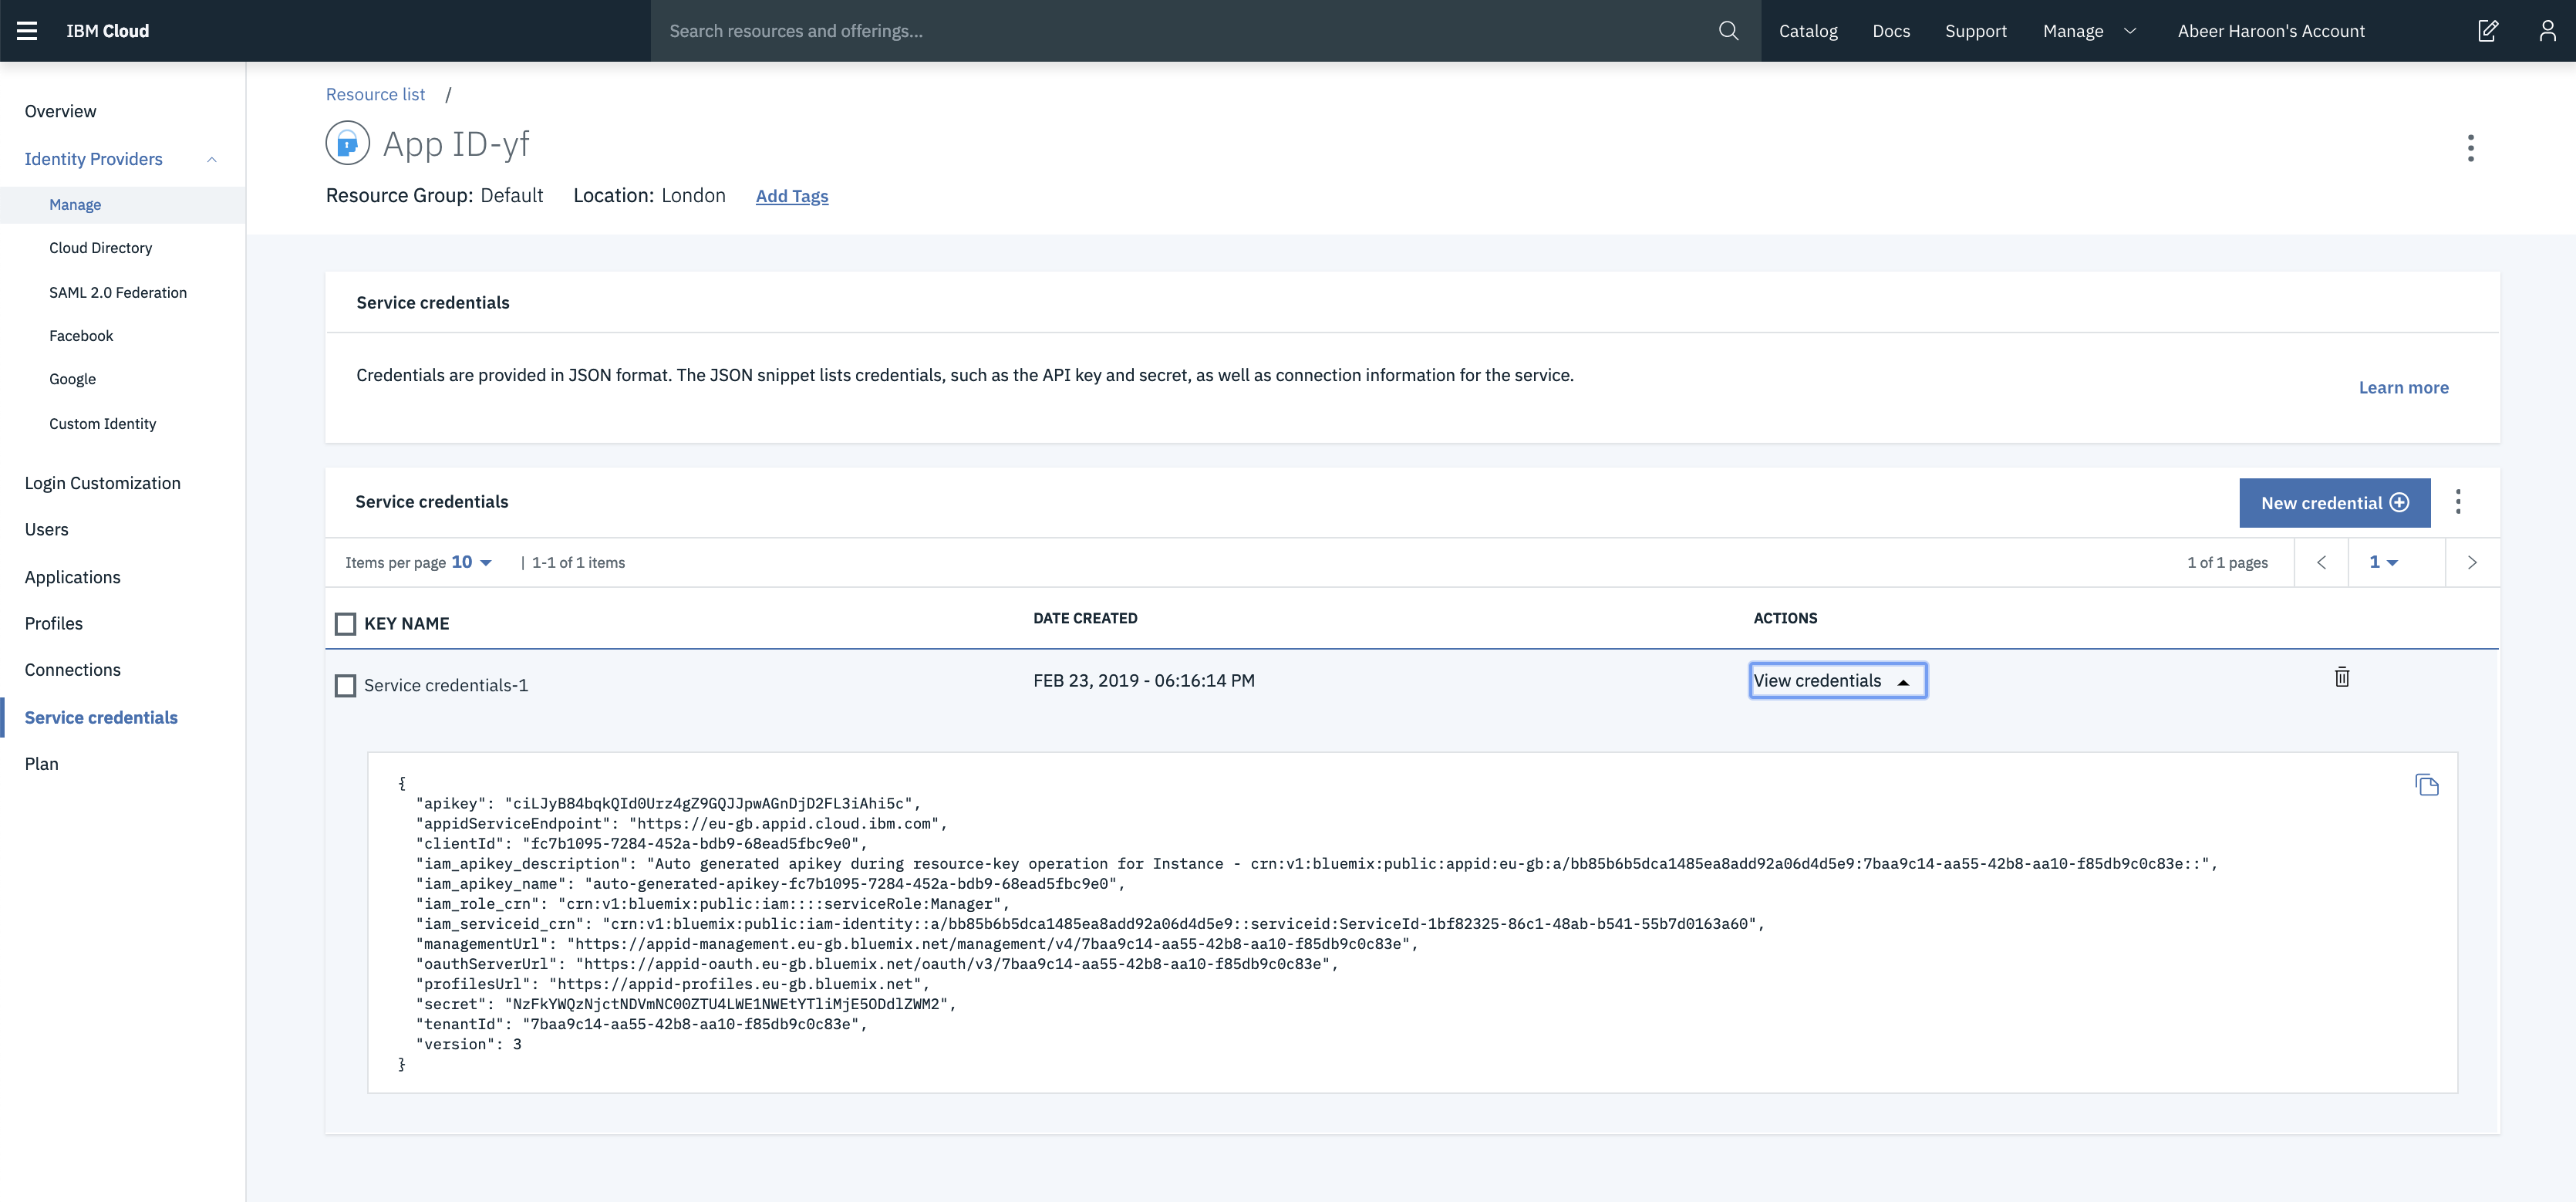 IBM Cloud
Search resources and offerings...
Catalog Docs Support Manage Abeer Haroon's Account
Overview
Identity Providers
Manage
Cloud Directory
SAML 2.0 Federation
Facebook
Google
Custom Identity
Login Customization
Users
Applications
Profiles
Connections
Service credentials
Plan
Resource list /
App ID-yf
Resource Group: Default Location: London Add Tags
Service credentials
Credentials are provided in JSON format. The JSON snippet lists credentials, such as the API key and secret, as well as connection information for the service.
Learn more
Service credentials
New credential
Items per page 10 | 1-1 of 1 items
1 of 1 pages 1
KEY NAME DATE CREATED ACTIONS
Service credentials-1 FEB 23, 2019 - 06:16:14 PM View credentials
{
"apikey": "ciLJyB84bqkQId0Urz4gZ9GQJJpwAGnDjD2FL3iAhi5c",
"appidServiceEndpoint": "https://eu-gb.appid.cloud.ibm.com",
"clientId": "fc7b1095-7284-452a-bdb9-68ead5fbc9e0",
"iam_apikey_description": "Auto generated apikey during resource-key operation for Instance - crn:v1:bluemix:public:appid:eu-gb:a/bb85b6b5dca1485ea8add92a06d4d5e9:7baa9c14-aa55-42b8-aa10-f85db9c0c83e::",
"iam_apikey_name": "auto-generated-apikey-fc7b1095-7284-452a-bdb9-68ead5fbc9e0",
"iam_role_crn": "crn:v1:bluemix:public:iam::::serviceRole:Manager",
"iam_serviceid_crn": "crn:v1:bluemix:public:iam-identity::a/bb85b6b5dca1485ea8add92a06d4d5e9::serviceid:ServiceId-1bf82325-86c1-48ab-b541-55b7d0163a60",
"managementUrl": "https://appid-management.eu-gb.bluemix.net/management/v4/7baa9c14-aa55-42b8-aa10-f85db9c0c83e",
"oauthServerUrl": "https://appid-oauth.eu-gb.bluemix.net/oauth/v3/7baa9c14-aa55-42b8-aa10-f85db9c0c83e",
"profilesUrl": "https://appid-profiles.eu-gb.bluemix.net",
"secret": "NzFkYWQzNjctNDVmNC00ZTU4LWE1NWEtYTliMjE5ODdlZWM2",
"tenantId": "7baa9c14-aa55-42b8-aa10-f85db9c0c83e",
"version": 3
}